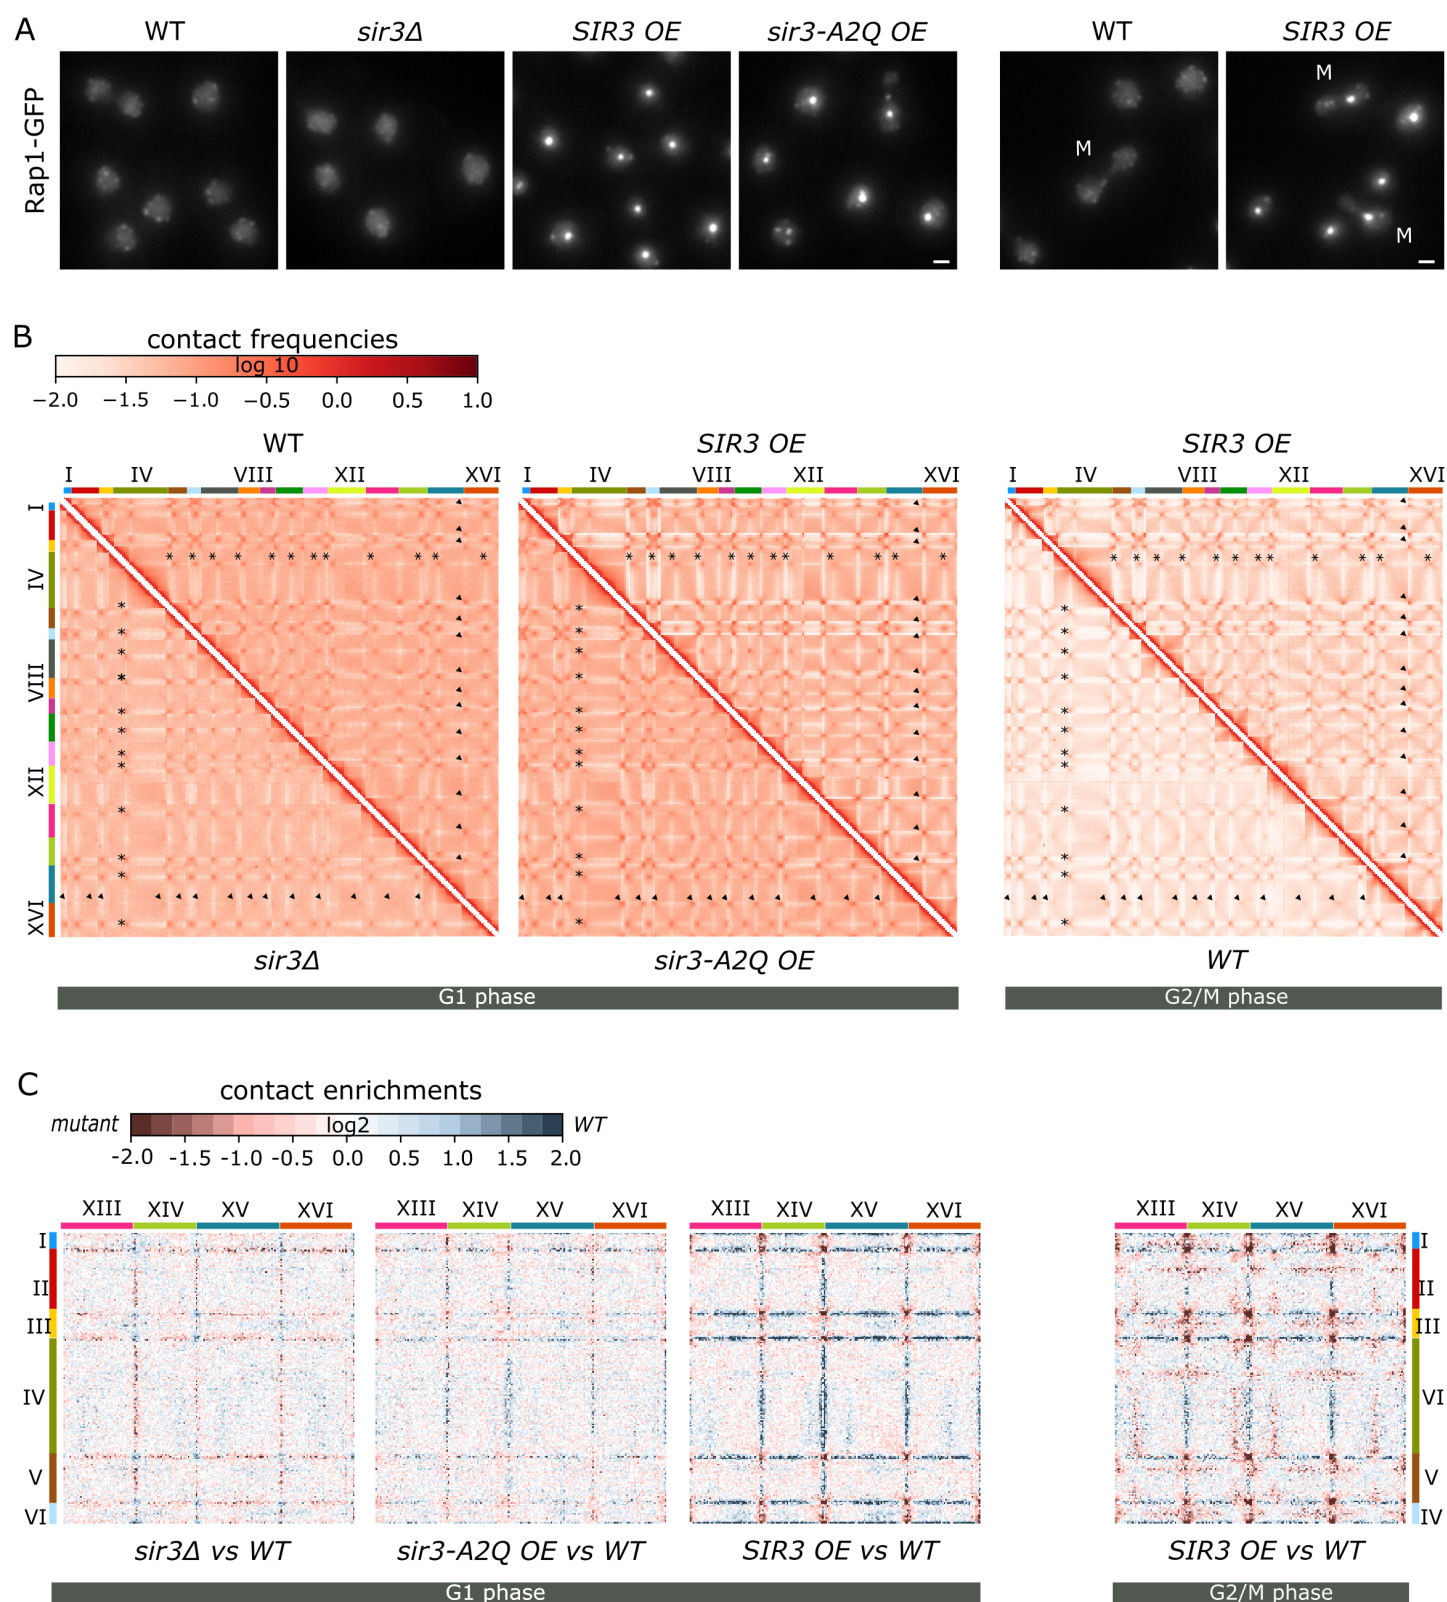 A
WT
sir3Δ
SIR3 OE
sir3-A2Q OE
WT
SIR3 OE
Rap1-GFP
M
M
M
B
contact frequencies
log 10
−2.0 −1.5 −1.0 −0.5 0.0 0.5 1.0
WT
SIR3 OE
SIR3 OE
I IV VIII XII XVI
I IV VIII XII XVI
I IV VIII XII XVI
I
IV
VIII
XII
XVI
sir3Δ
sir3-A2Q OE
WT
G1 phase
G2/M phase
C
contact enrichments
mutant
log2
WT
-2.0 -1.5 -1.0 -0.5 0.0 0.5 1.0 1.5 2.0
XIII XIV XV XVI
XIII XIV XV XVI
XIII XIV XV XVI
XIII XIV XV XVI
I
II
III
IV
V
VI
I
II
III
VI
V
IV
sir3Δ vs WT
sir3-A2Q OE vs WT
SIR3 OE vs WT
SIR3 OE vs WT
G1 phase
G2/M phase